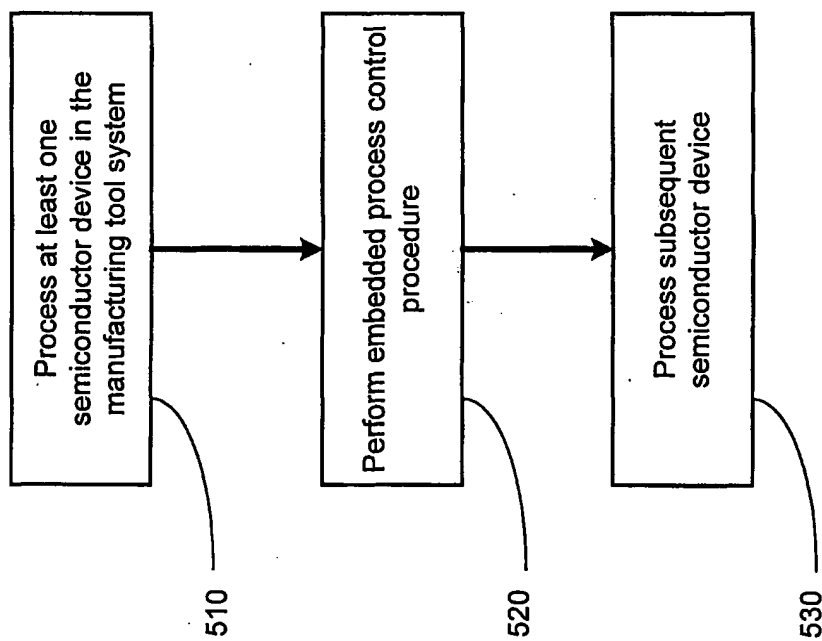 Process at least one
semiconductor device in the
manufacturing tool system
510
Perform embedded process control
procedure
520
Process subsequent
semiconductor device
530